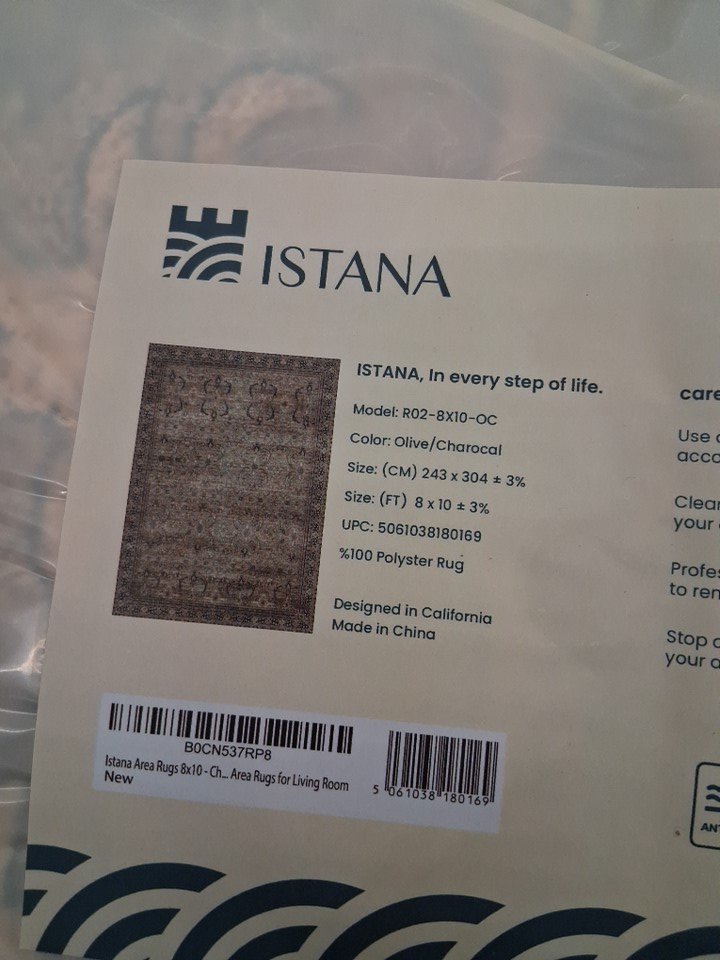 ISTANA
ISTANA, In every step of life.
Model: R02-8X10-OC
Color: Olive/Charocal
Size: (CM) 243 x 304 ± 3%
Size: (FT) 8 x 10 ± 3%
UPC: 5061038180169
%100 Polyster Rug
Designed in California
Made in China
B0CN537RP8
Istana Area Rugs 8x10 - Ch... Area Rugs for Living Room
New
5 061038 180169
care
Use
acco
Clean
your
Profes
to ren
Stop
your
ANT